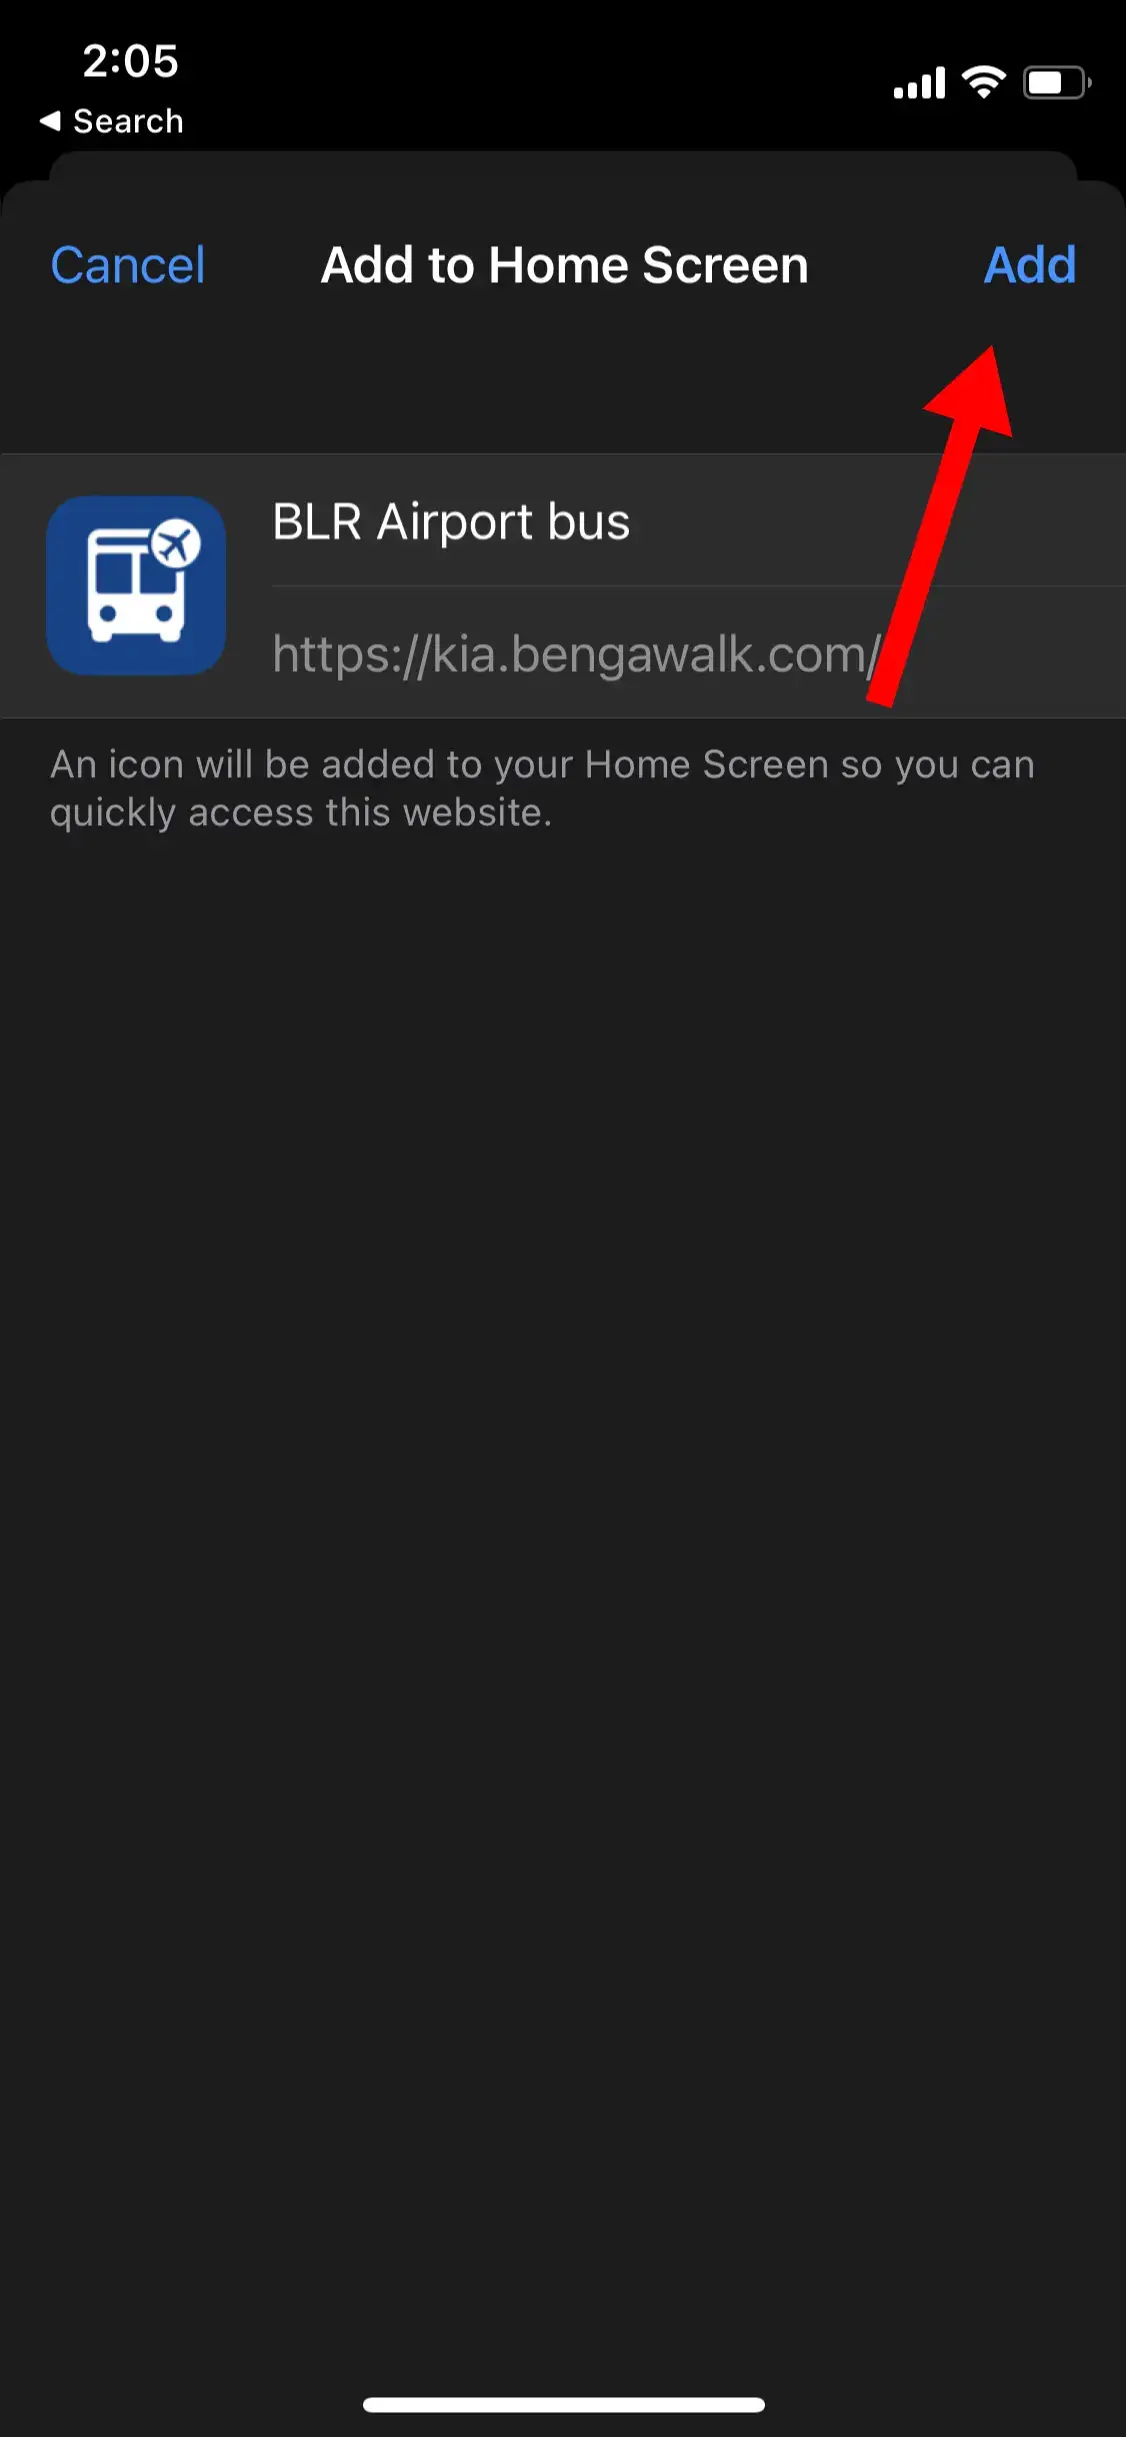 2:05
◀ Search
Cancel Add to Home Screen Add
BLR Airport bus
https://kia.bengawalk.com/
An icon will be added to your Home Screen so you can
quickly access this website.